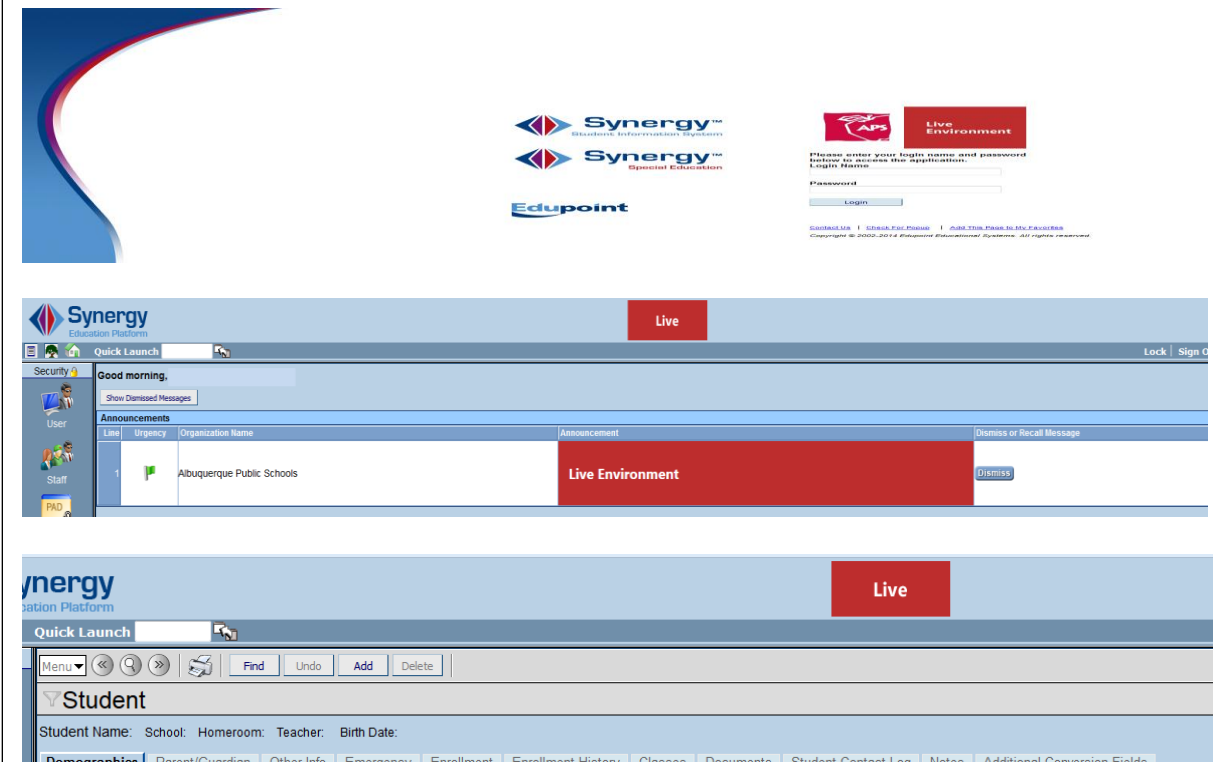 Synergy™
Student Information System
Synergy™
Special Education
Edupoint
APS
Live
Environment
Please enter your login name and password
below to access the application.
Login Name
Password
Login
Contact Us | Check For Popup | Add This Page to My Favorites
Copyright © 2002-2014 Edupoint Educational Systems. All rights reserved.
Synergy
Education Platform
Live
Quick Launch
Lock | Sign O
Security
Good morning,
Show Dismissed Messages
User
Announcements
Line Urgency Organization Name Announcement Dismiss or Recall Message
1 Albuquerque Public Schools Live Environment Dismiss
Staff
PAD
ynergy
cation Platform
Live
Quick Launch
Menu Find Undo Add Delete
Student
Student Name: School: Homeroom: Teacher: Birth Date:
Demographics Parent/Guardian Other Info Emergency Enrollment Enrollment History Classes Documents Student Contact Log Notes Additional Conversion Fields